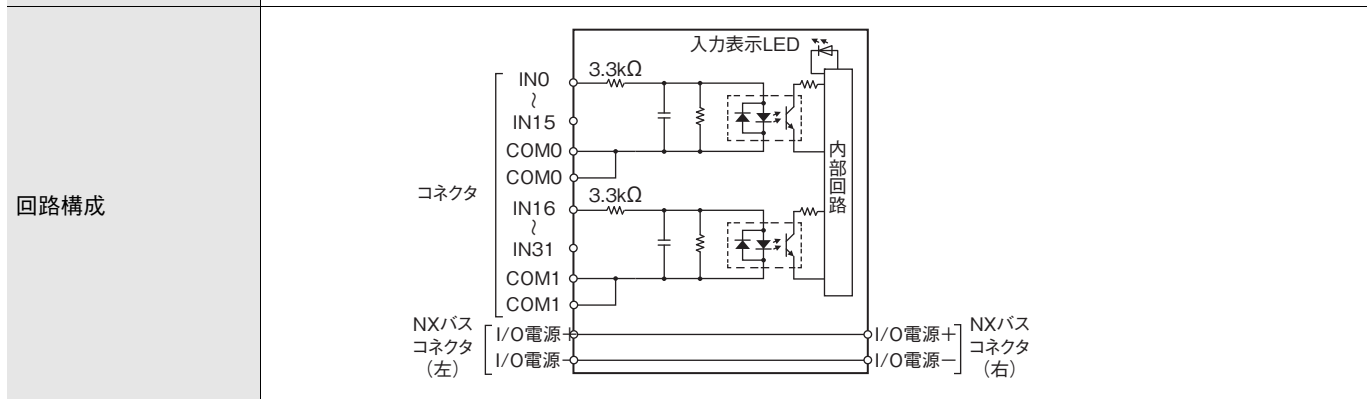 回路構成
入力表示LED
コネクタ
IN0
3.3kΩ
～
IN15
COM0
COM0
IN16
3.3kΩ
～
IN31
COM1
COM1
内部回路
NXバス
コネクタ
（左）
I/O電源＋
I/O電源－
I/O電源＋
I/O電源－
NXバス
コネクタ
（右）